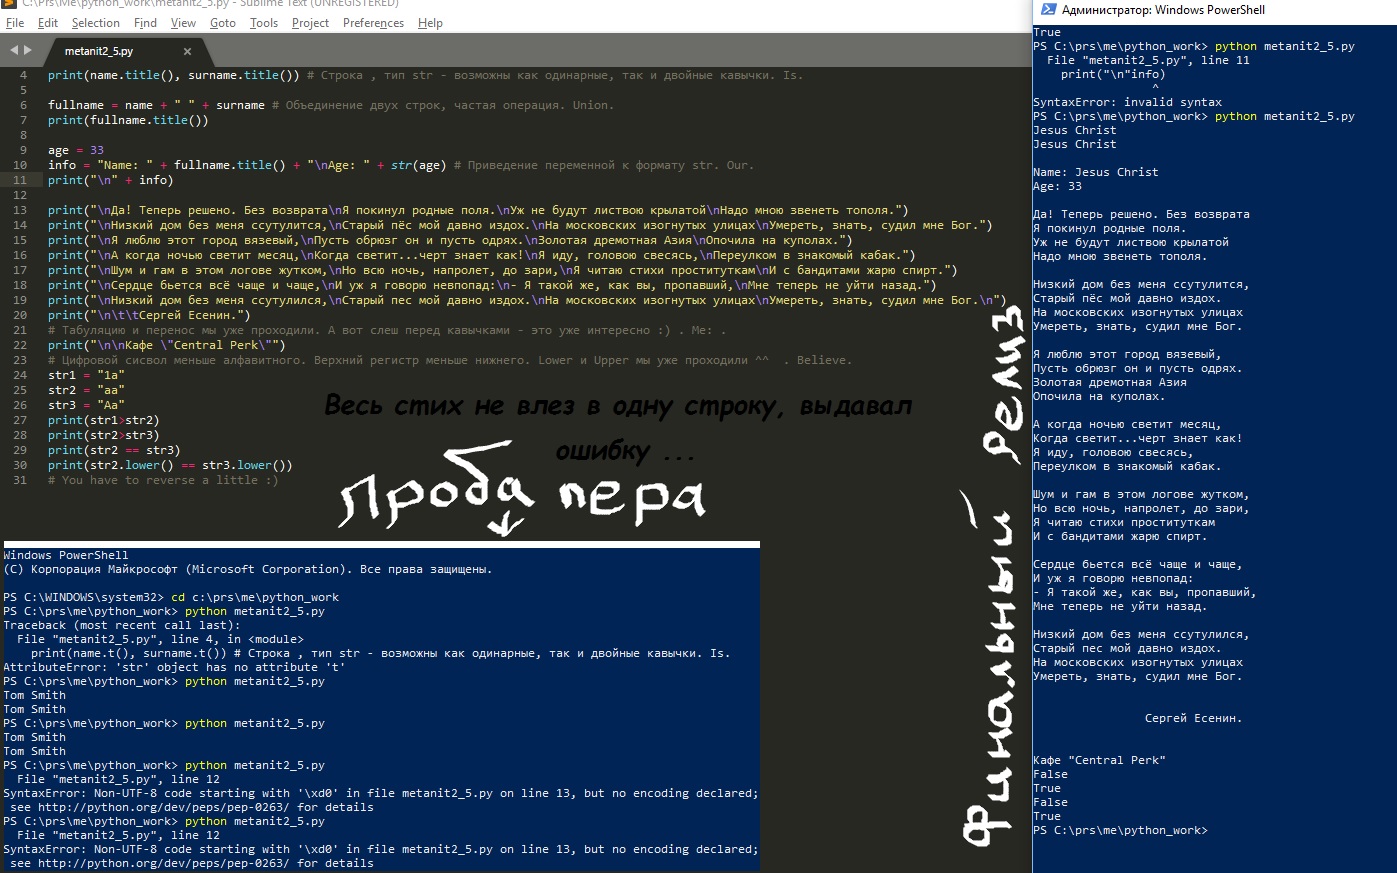 C:\Prs\Me\python_work\metanit2_5.py - Sublime Text (UNREGISTERED)
File Edit Selection Find View Goto Tools Project Preferences Help
metanit2_5.py ×
4 print(name.title(), surname.title()) # Строка , тип str - возможны как одинарные, так и двойные кавычки. Is.
5
6 fullname = name + " " + surname # Объединение двух строк, частая операция. Union.
7 print(fullname.title())
8
9 age = 33
10 info = "Name: " + fullname.title() + "\nAge: " + str(age) # Приведение переменной к формату str. Our.
11 print("\n" + info)
12
13 print("\nДа! Теперь решено. Без возврата\nЯ покинул родные поля.\nУж не будут листвою крылатой\nНадо мною звенеть тополя.")
14 print("\nНизкий дом без меня ссутулится,\nСтарый пёс мой давно издох.\nНа московских изогнутых улицах\nУмереть, знать, судил мне Бог.")
15 print("\nЯ люблю этот город вязевый,\nПусть обрюзг он и пусть одрях.\nЗолотая дремотная Азия\nОпочила на куполах.")
16 print("\nА когда ночью светит месяц,\nКогда светит...черт знает как!\nЯ иду, головою свесясь,\nПереулком в знакомый кабак.")
17 print("\nШум и гам в этом логове жутком,\nНо всю ночь, напролет, до зари,\nЯ читаю стихи проституткам\nИ с бандитами жарю спирт.")
18 print("\nСердце бьется всё чаще и чаще,\nИ уж я говорю невпопад:\n- Я такой же, как вы, пропавший,\nМне теперь не уйти назад.")
19 print("\nНизкий дом без меня ссутулился,\nСтарый пес мой давно издох.\nНа московских изогнутых улицах\nУмереть, знать, судил мне Бог.\n")
20 print("\n\t\tСергей Есенин.")
21 # Табуляцию и перенос мы уже проходили. А вот слеш перед кавычками - это уже интересно :) . Me: .
22 print("\n\nКафе \"Central Perk\"")
23 # Цифровой сисвол меньше алфавитного. Верхний регистр меньше нижнего. Lower и Upper мы уже проходили ^^ . Believe.
24 str1 = "1a"
25 str2 = "aa"
26 str3 = "Aa"
27 print(str1>str2)
28 print(str2>str3)
29 print(str2 == str3)
30 print(str2.lower() == str3.lower())
31 # You have to reverse a little :)
Весь стих не влез в одну строку, выдавал
ошибку ...
Проба пера
Windows PowerShell
(C) Корпорация Майкрософт (Microsoft Corporation). Все права защищены.
PS C:\WINDOWS\system32> cd c:\prs\me\python_work
PS C:\prs\me\python_work> python metanit2_5.py
Traceback (most recent call last):
File "metanit2_5.py", line 4, in <module>
print(name.t(), surname.t()) # Строка , тип str - возможны как одинарные, так и двойные кавычки. Is.
AttributeError: 'str' object has no attribute 't'
PS C:\prs\me\python_work> python metanit2_5.py
Tom Smith
Tom Smith
PS C:\prs\me\python_work> python metanit2_5.py
Tom Smith
Tom Smith
PS C:\prs\me\python_work> python metanit2_5.py
File "metanit2_5.py", line 12
SyntaxError: Non-UTF-8 code starting with '\xd0' in file metanit2_5.py on line 13, but no encoding declared;
see http://python.org/dev/peps/pep-0263/ for details
PS C:\prs\me\python_work> python metanit2_5.py
File "metanit2_5.py", line 12
SyntaxError: Non-UTF-8 code starting with '\xd0' in file metanit2_5.py on line 13, but no encoding declared;
see http://python.org/dev/peps/pep-0263/ for details
Финальный Релиз
Администратор: Windows PowerShell
True
PS C:\prs\me\python_work> python metanit2_5.py
File "metanit2_5.py", line 11
print("\n"info)
^
SyntaxError: invalid syntax
PS C:\prs\me\python_work> python metanit2_5.py
Jesus Christ
Jesus Christ
Name: Jesus Christ
Age: 33
Да! Теперь решено. Без возврата
Я покинул родные поля.
Уж не будут листвою крылатой
Надо мною звенеть тополя.
Низкий дом без меня ссутулится,
Старый пёс мой давно издох.
На московских изогнутых улицах
Умереть, знать, судил мне Бог.
Я люблю этот город вязевый,
Пусть обрюзг он и пусть одрях.
Золотая дремотная Азия
Опочила на куполах.
А когда ночью светит месяц,
Когда светит...черт знает как!
Я иду, головою свесясь,
Переулком в знакомый кабак.
Шум и гам в этом логове жутком,
Но всю ночь, напролет, до зари,
Я читаю стихи проституткам
И с бандитами жарю спирт.
Сердце бьется всё чаще и чаще,
И уж я говорю невпопад:
- Я такой же, как вы, пропавший,
Мне теперь не уйти назад.
Низкий дом без меня ссутулился,
Старый пес мой давно издох.
На московских изогнутых улицах
Умереть, знать, судил мне Бог.
Сергей Есенин.
Кафе "Central Perk"
False
True
False
True
PS C:\prs\me\python_work>